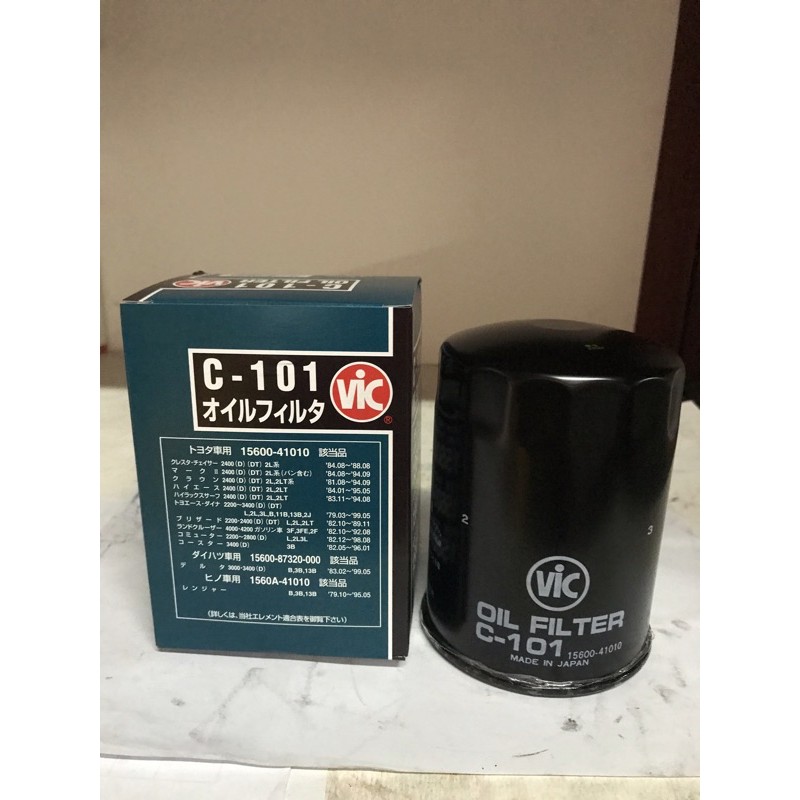 C-101
OIL FILTER
VIC
C-101
オイルフィルタ
VIC
®
トヨタ車用 15600-41010 該当品
クレスタ・チェイサー 2400(D)(DT) 2L系 '84.08~'88.08
マークⅡ 2400(D)(DT) 2L系(バン含む) '84.08~'94.09
クラウン 2400(D)(DT) 2L,2LT系 '81.08~'94.09
ハイエース 2400(D)(DT) 2L,2LT '84.01~'95.05
ハイラックスサーフ 2400(D)(DT) 2L,2LT '83.11~'94.08
トヨエース・ダイナ 2200~3400(D)(DT)
L,2L,3L,B,11B,13B,2J '79.03~'99.05
ブリザード 2200-2400(D)(DT) L,2L,2LT '82.10~'89.11
ランドクルーザー 4000-4200 ガソリン車 3F,3FE,2F '82.10~'92.08
コミューター 2200~2800(D) L,2L3L '82.12~'98.08
コースター 3400(D) 3B '82.05~'96.01
ダイハツ車用 15600-87320-000 該当品
デルタ 3000・3400(D) B,3B,13B '83.02~'99.05
ヒノ車用 1560A-41010 該当品
レンジャー B,3B,13B '79.10~'95.05
(詳しくは、当社エレメント適合表を御覧下さい)
2
3
VIC
OIL FILTER
C-101 15600-41010
MADE IN JAPAN